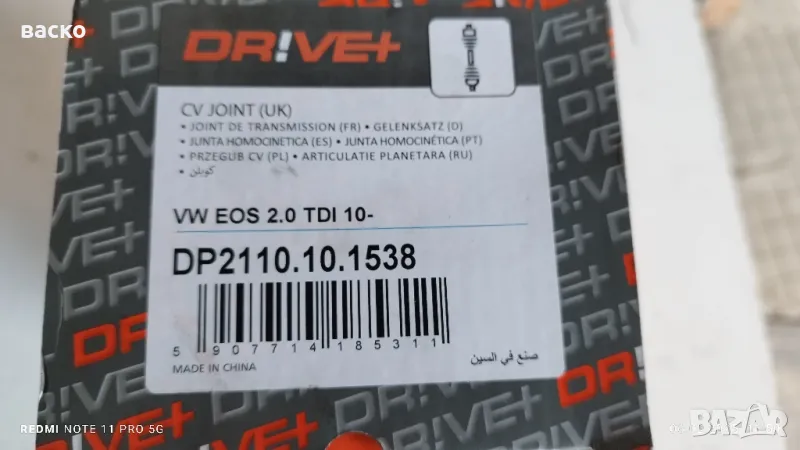 васко
DR!VE+
CV JOINT (UK)
• JOINT DE TRANSMISSION (FR) • GELENKSATZ (D)
• JUNTA HOMOCINETICA (ES) • JUNTA HOMOCINÉTICA (PT)
• PRZEGUB CV (PL) • ARTICULATIE PLANETARA (RU)
• كوبلن
VW EOS 2.0 TDI 10-
DP2110.10.1538
5 907714 185311
MADE IN CHINA
صنع في السين
REDMI NOTE 11 PRO 5G
BAZAR